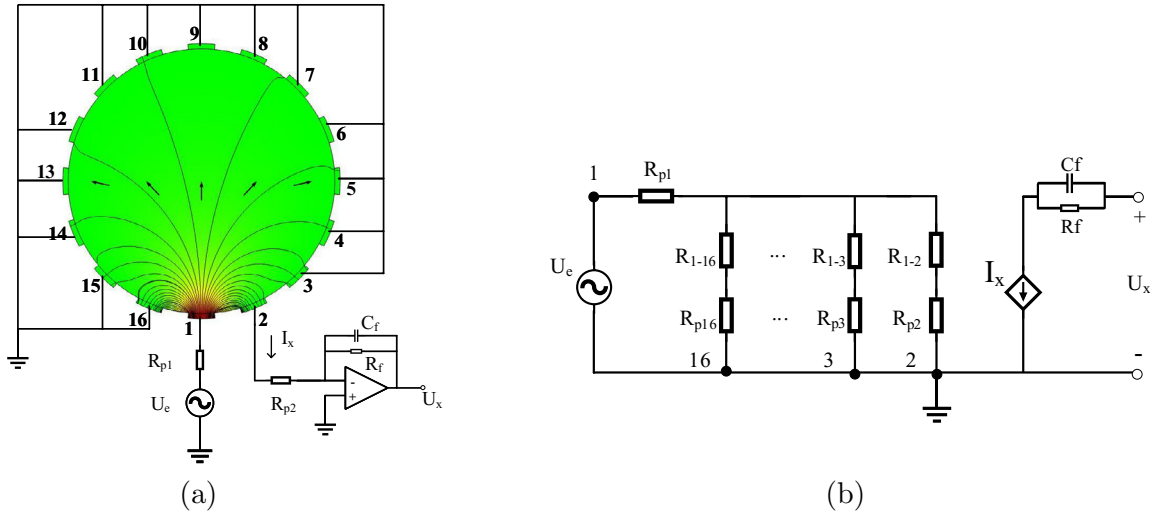 9
10
8
11
7
12
6
13
5
14
4
15
3
16
1
2
Rp1
Ue
Ix
Rp2
Cf
Rf
-
+
Ux
(a)
1
Rp1
Ue
R1-16
...
R1-3
R1-2
Rp16
...
Rp3
Rp2
16
3
2
Ix
Cf
Rf
+
Ux
-
(b)